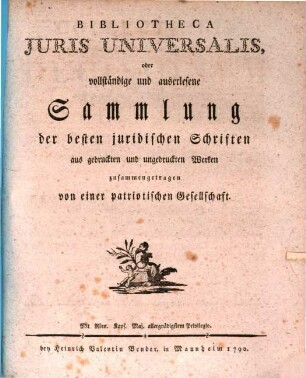 BIBLIOTHECA
JURIS UNIVERSALIS,
oder
vollständige und auserlesene
Sammlung
der besten juridischen Schriften
aus gedruckten und ungedruckten Werken
zusammengetragen
von einer patriotischen Gesellschaft.
Mit Röm. Kays. Maj. allergnädigstem Privilegio.
bey Heinrich Valentin Bender, in Mannheim 1790.